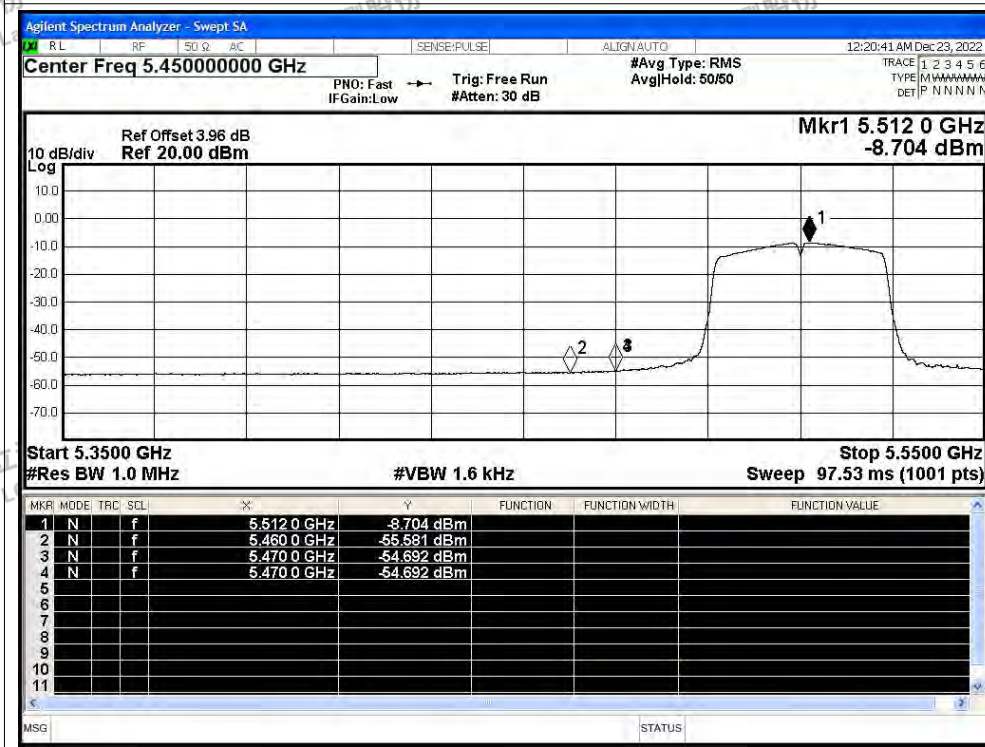 Agilent Spectrum Analyzer - Swept SA
RL RF 50 Ω AC SENSE:PULSE ALIGN AUTO 12:20:41 AM Dec 23, 2022
Center Freq 5.450000000 GHz #Avg Type: RMS TRACE 1 2 3 4 5 6
PNO: Fast Trig: Free Run Avg|Hold: 50/50 TYPE M
IFGain:Low #Atten: 30 dB DET P N N N N N
Mkr1 5.512 0 GHz
Ref Offset 3.96 dB
10 dB/div Ref 20.00 dBm -8.704 dBm
Log
10.0
0.00
1
-10.0
-20.0
-30.0
-40.0
2
-50.0
-60.0
-70.0
Start 5.3500 GHz Stop 5.5500 GHz
#Res BW 1.0 MHz #VBW 1.6 kHz Sweep 97.53 ms (1001 pts)
MKR MODE TRC SCL X Y FUNCTION FUNCTION WIDTH FUNCTION VALUE
1 N f 5.512 0 GHz -8.704 dBm
2 N f 5.460 0 GHz -55.581 dBm
3 N f 5.470 0 GHz -54.692 dBm
4 N f 5.470 0 GHz -54.692 dBm
5
6
7
8
9
10
11
MSG STATUS